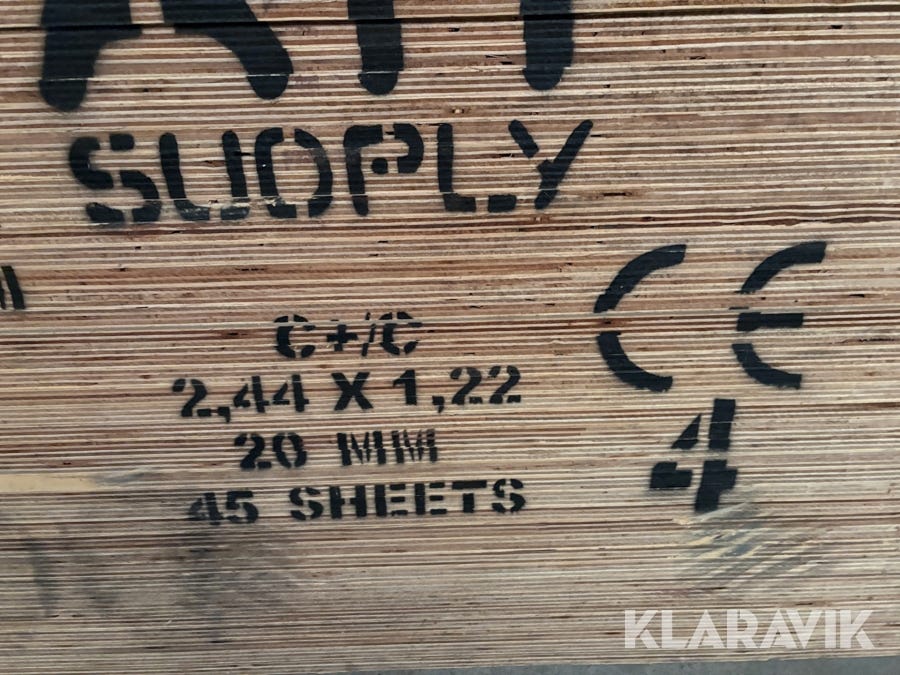 SUOPLY
CE
C+/C
2,44 X 1,22
20 MM
4
45 SHEETS
KLARAVIK